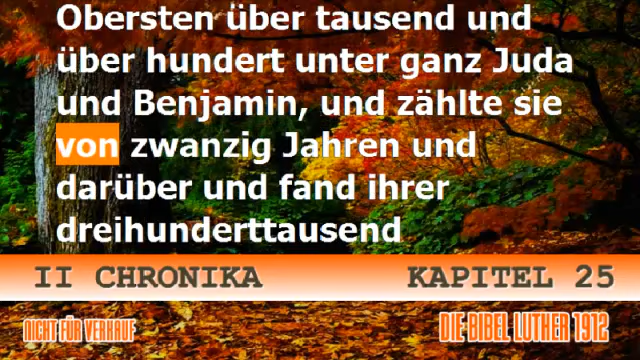 Obersten über tausend und
über hundert unter ganz Juda
und Benjamin, und zählte sie
von zwanzig Jahren und
darüber und fand ihrer
dreihunderttausend
II CHRONIKA KAPITEL 25
NICHT FÜR VERKAUF DIE BIBEL LUTHER 1912